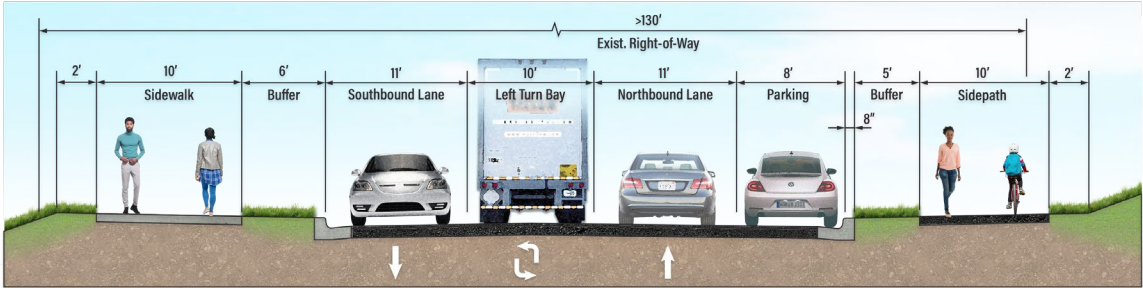 >130′
Exist. Right-of-Way
2′ 10′ 6′ 11′ 10′ 11′ 8′ 5′ 10′ 2′
Sidewalk Buffer Southbound Lane Left Turn Bay Northbound Lane Parking Buffer Sidepath
8″